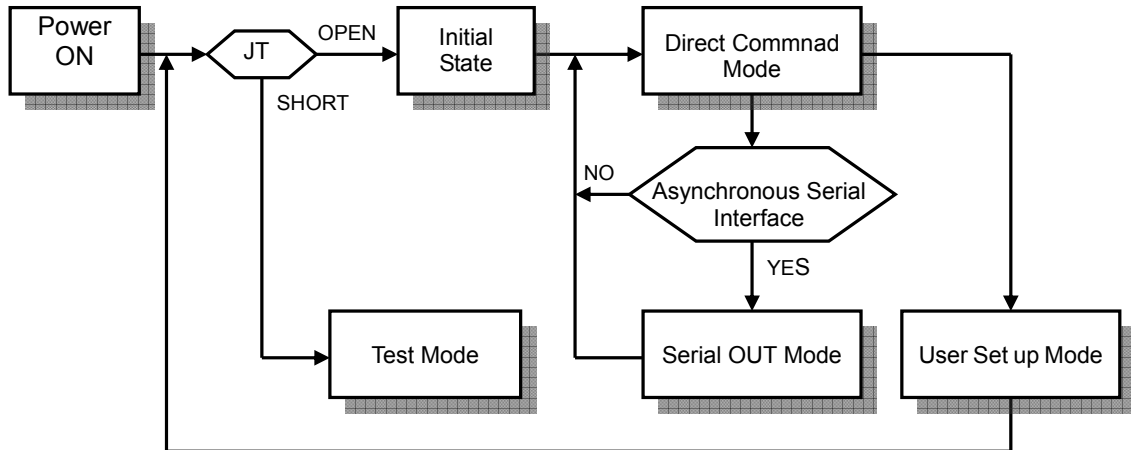 Power
ON
JT
OPEN
SHORT
Initial
State
Direct Commnad
Mode
NO
Asynchronous Serial
Interface
YES
Test Mode
Serial OUT Mode
User Set up Mode